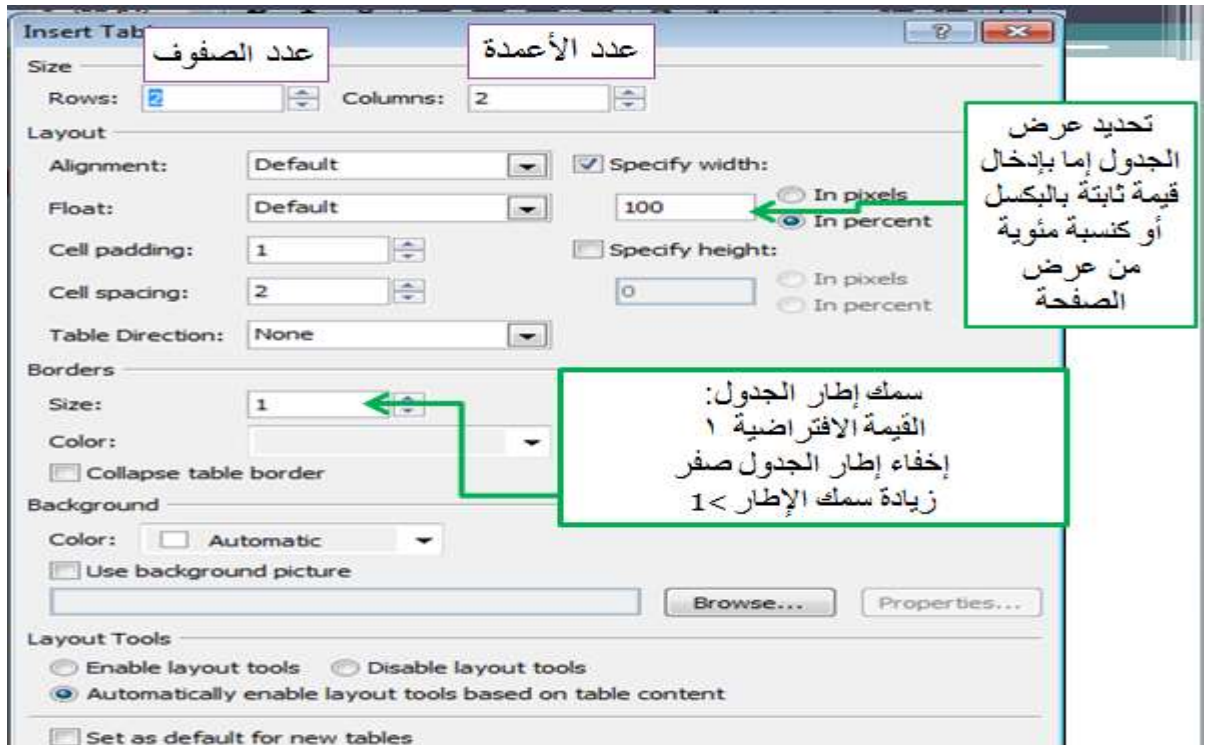 Insert Tab
عدد الصفوف
عدد الأعمدة
Size
Rows: 2 Columns: 2
Layout
Alignment: Default Specify width:
Float: Default 100 In pixels
In percent
Cell padding: 1 Specify height:
Cell spacing: 2 0 In pixels
In percent
Table Direction: None
تحديد عرض
الجدول إما بإدخال
قيمة ثابتة بالبكسل
أو كنسبة مئوية
من عرض
الصفحة
Borders
Size: 1
Color:
Collapse table border
سمك إطار الجدول:
القيمة الافتراضية ١
إخفاء إطار الجدول صفر
زيادة سمك الإطار >1
Background
Color: Automatic
Use background picture
Browse... Properties...
Layout Tools
Enable layout tools Disable layout tools
Automatically enable layout tools based on table content
Set as default for new tables